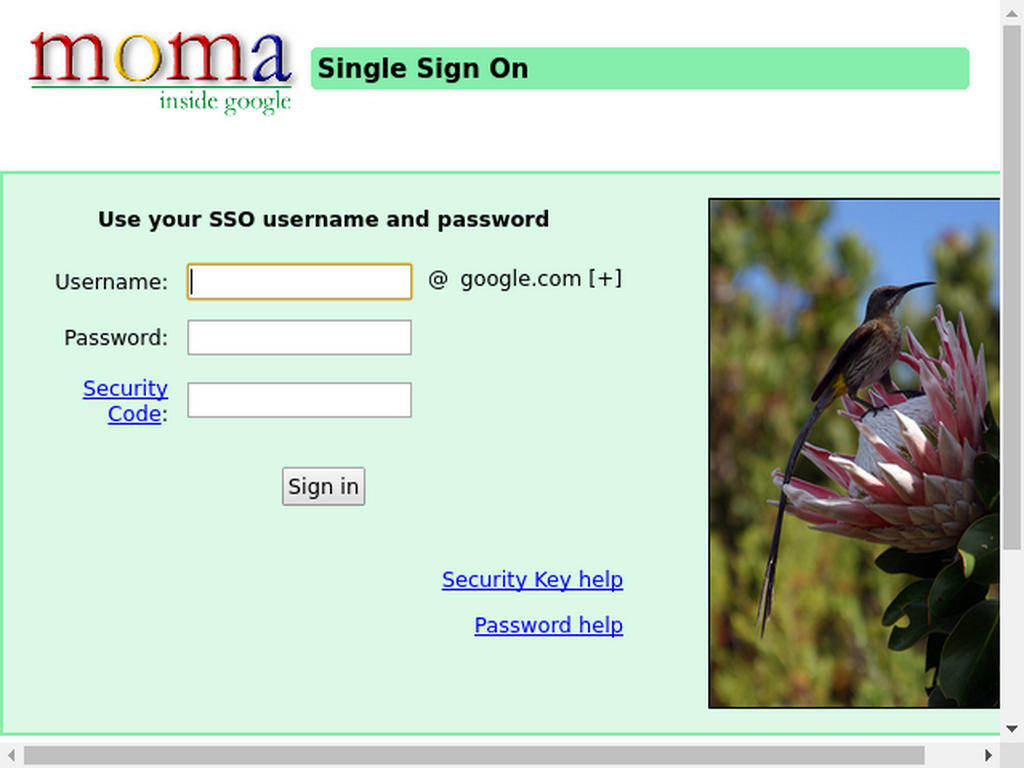 moma
inside google
Single Sign On
Use your SSO username and password
Username:
@ google.com [+]
Password:
Security
Code:
Sign in
Security Key help
Password help